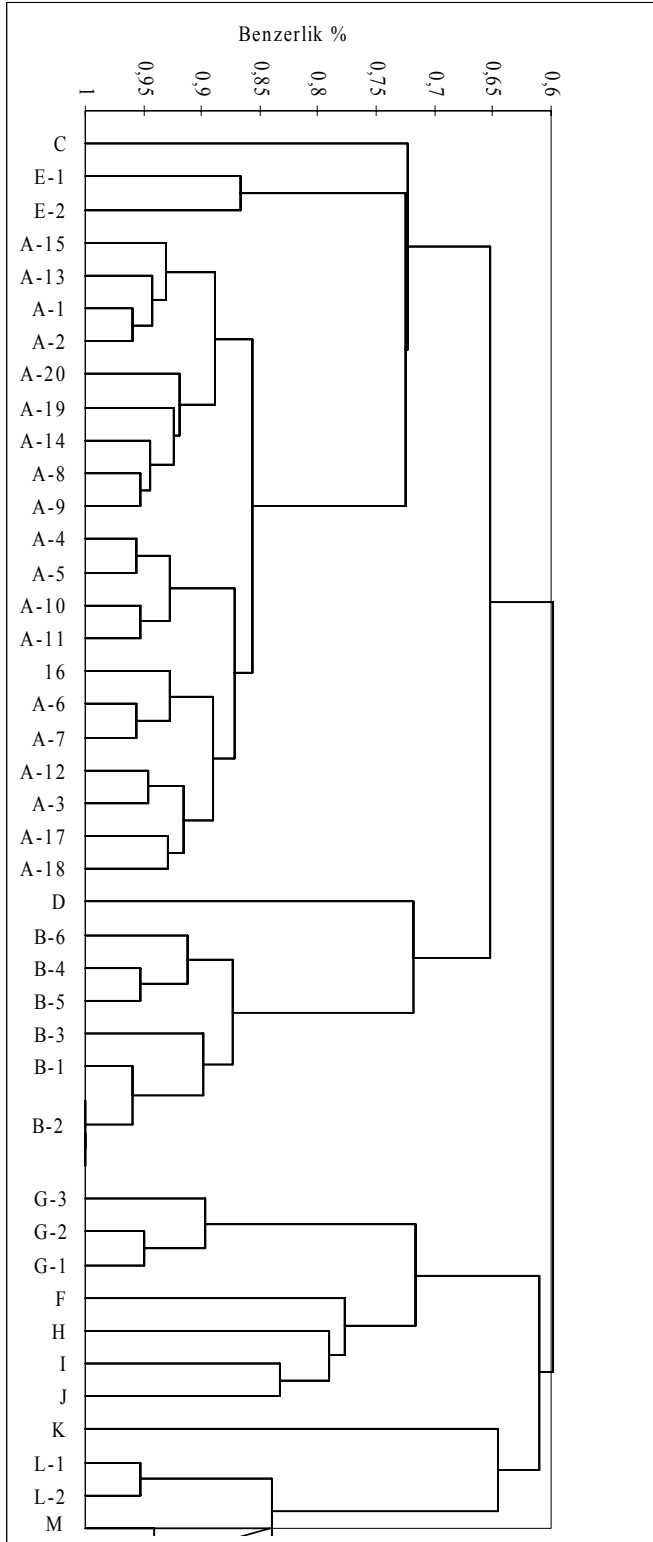 Benzerlik %
1
0,95
0,9
0,85
0,8
0,75
0,7
0,65
0,6
C
E-1
E-2
A-15
A-13
A-1
A-2
A-20
A-19
A-14
A-8
A-9
A-4
A-5
A-10
A-11
16
A-6
A-7
A-12
A-3
A-17
A-18
D
B-6
B-4
B-5
B-3
B-1
B-2
G-3
G-2
G-1
F
H
I
J
K
L-1
L-2
M